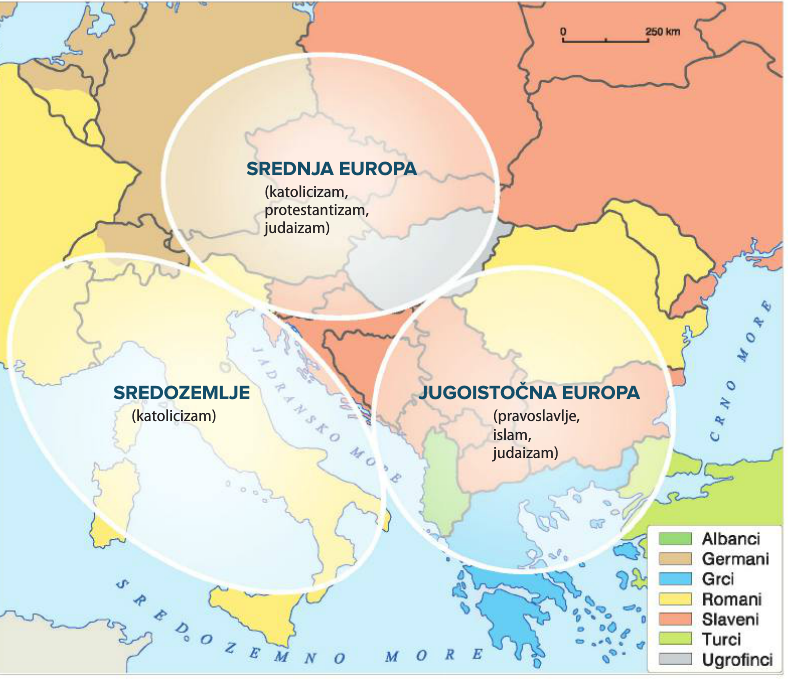 0 250 km
SREDNJA EUROPA
(katolicizam,
protestantizam,
judaizam)
SREDOZEMLJE
(katolicizam)
JADRANSKO MORE
JUGOISTOČNA EUROPA
(pravoslavlje,
islam,
judaizam)
CRNO MORE
SREDOZEMNO MORE
Albanci
Germani
Grci
Romani
Slaveni
Turci
Ugrofinci